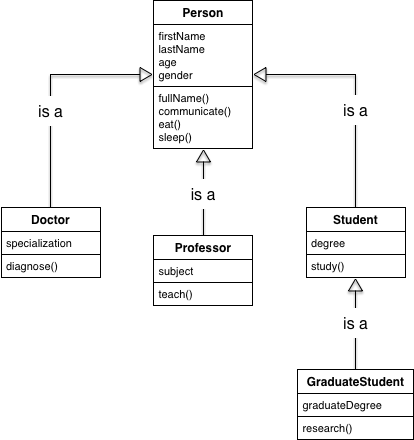 Person
firstName
lastName
age
gender
fullName()
communicate()
eat()
sleep()
is a
is a
is a
Doctor
specialization
diagnose()
Professor
subject
teach()
Student
degree
study()
is a
GraduateStudent
graduateDegree
research()